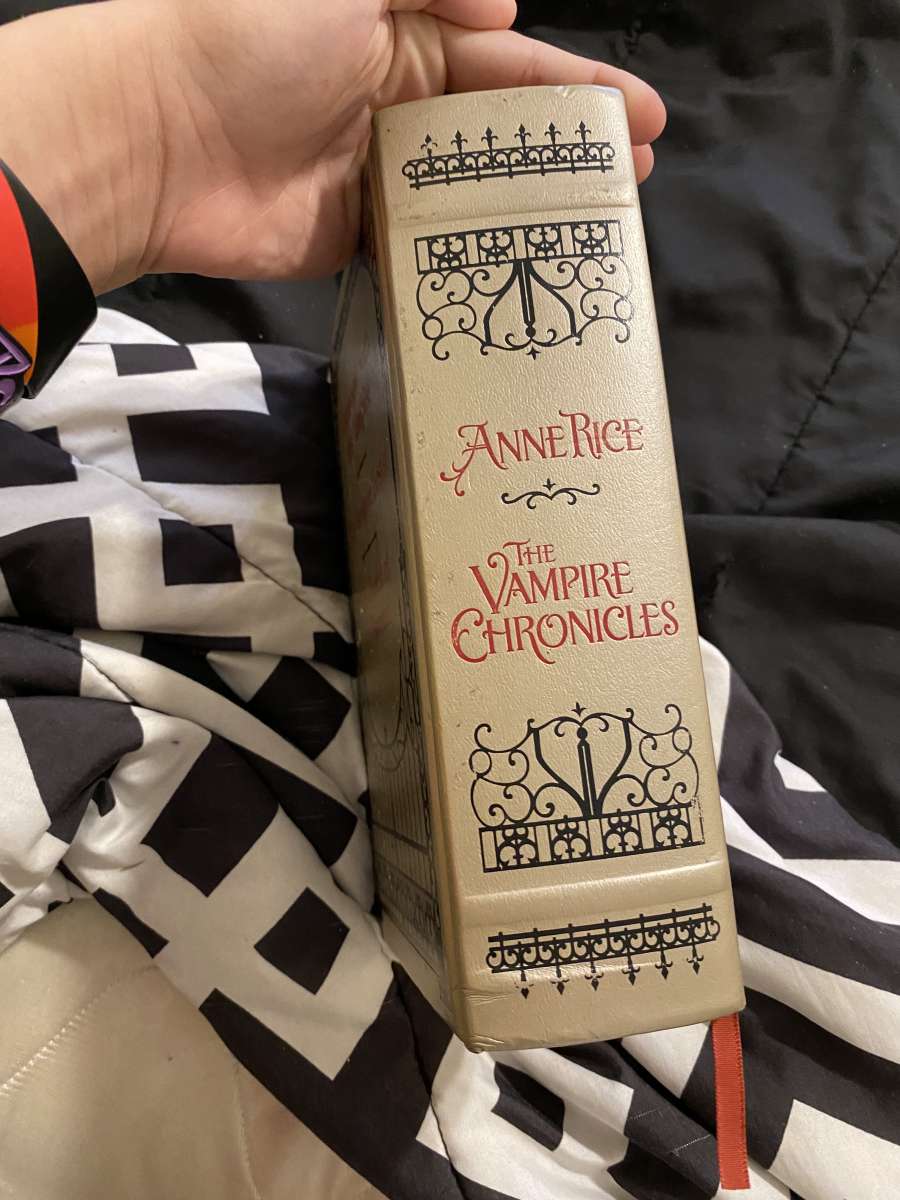 ANNE RICE
THE
VAMPIRE
CHRONICLES